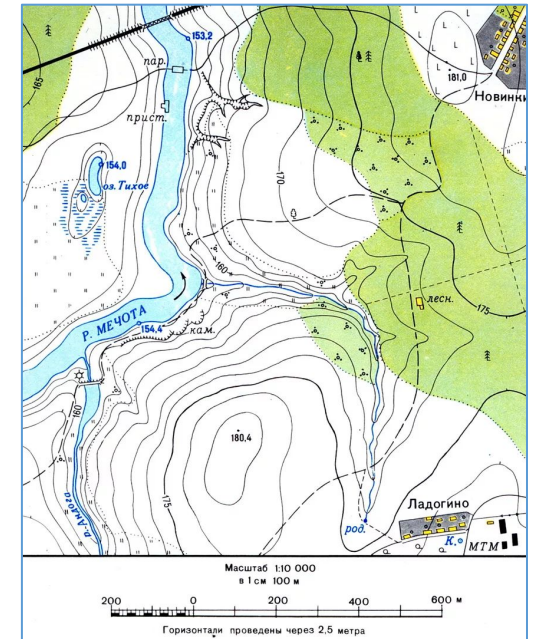 153,2
пар.
165
181,0
Новинки
прист.
154,0
оз. Тихое
170
160
Р. МЕЧОТА
лесн.
175
154,4
кам.
160
180,4
175
Ладогино
р. Андога
род.
К.
МТМ
Масштаб 1:10 000
в 1 см 100 м
200 0 200 400 600 м
Горизонтали проведены через 2,5 метра